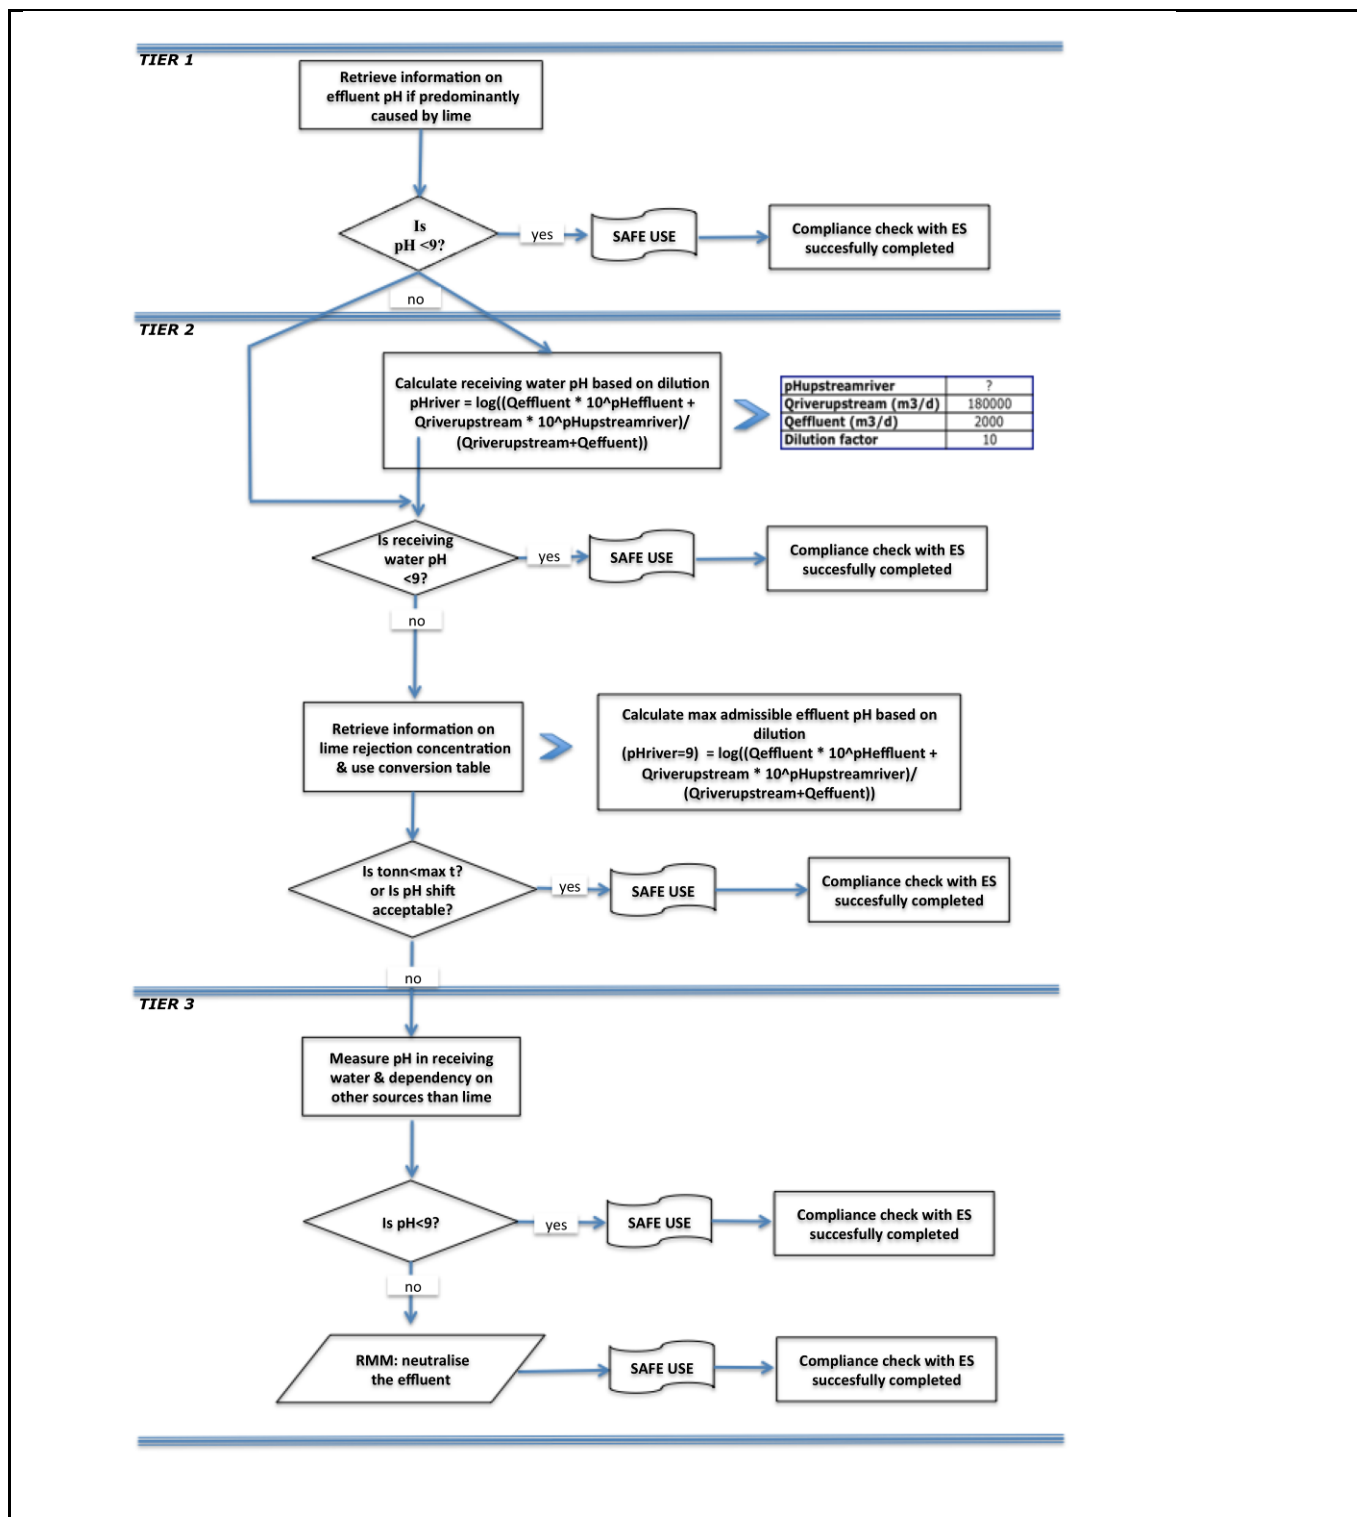 TIER 1
Retrieve information on
effluent pH if predominantly
caused by lime
Is
pH <9?
yes
SAFE USE
Compliance check with ES
succesfully completed
no
TIER 2
Calculate receiving water pH based on dilution
pHriver = log((Qeffluent * 10^pHeffluent +
Qriverupstream * 10^pHupstreamriver)/
(Qriverupstream+Qeffuent))
pHupstreamriver ?
Qriverupstream (m3/d) 180000
Qeffluent (m3/d) 2000
Dilution factor 10
Is receiving
water pH
<9?
yes
SAFE USE
Compliance check with ES
succesfully completed
no
Retrieve information on
lime rejection concentration
& use conversion table
Calculate max admissible effluent pH based on
dilution
(pHriver=9) = log((Qeffluent * 10^pHeffluent +
Qriverupstream * 10^pHupstreamriver)/
(Qriverupstream+Qeffuent))
Is tonn<max t?
or Is pH shift
acceptable?
yes
SAFE USE
Compliance check with ES
succesfully completed
no
TIER 3
Measure pH in receiving
water & dependency on
other sources than lime
Is pH<9?
yes
SAFE USE
Compliance check with ES
succesfully completed
no
RMM: neutralise
the effluent
SAFE USE
Compliance check with ES
succesfully completed